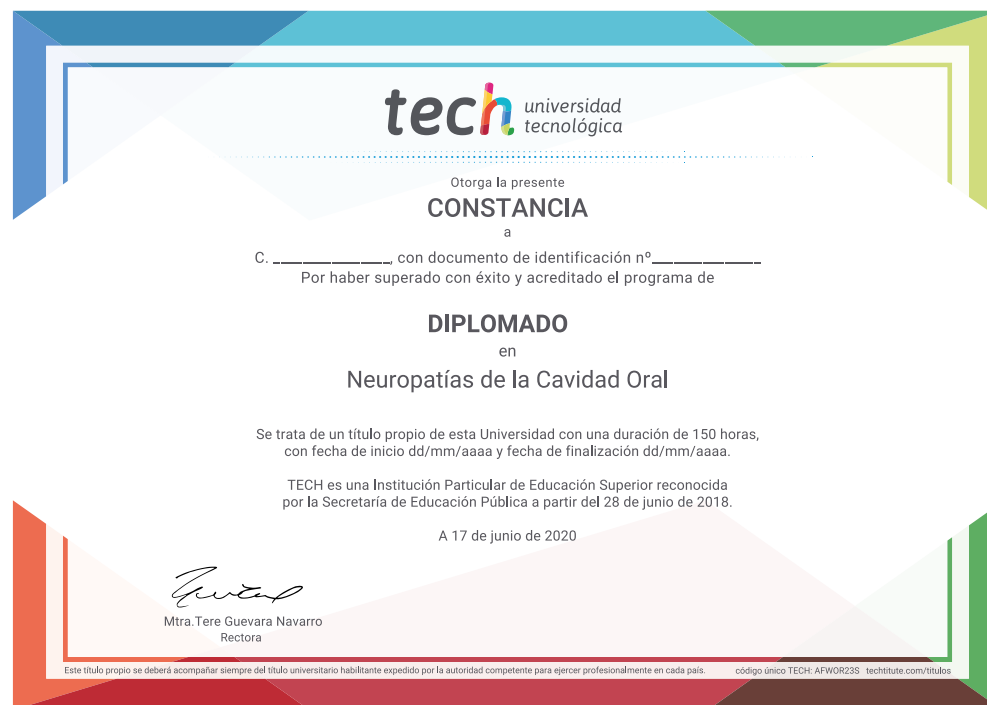 tech universidad
tecnológica
Otorga la presente
CONSTANCIA
a
C. ________________, con documento de identificación nº_______________
Por haber superado con éxito y acreditado el programa de
DIPLOMADO
en
Neuropatías de la Cavidad Oral
Se trata de un título propio de esta Universidad con una duración de 150 horas,
con fecha de inicio dd/mm/aaaa y fecha de finalización dd/mm/aaaa.
TECH es una Institución Particular de Educación Superior reconocida
por la Secretaría de Educación Pública a partir del 28 de junio de 2018.
A 17 de junio de 2020
Mtra.Tere Guevara Navarro
Rectora
Este título propio se deberá acompañar siempre del título universitario habilitante expedido por la autoridad competente para ejercer profesionalmente en cada país. código único TECH: AFWOR23S techtitute.com/titulos